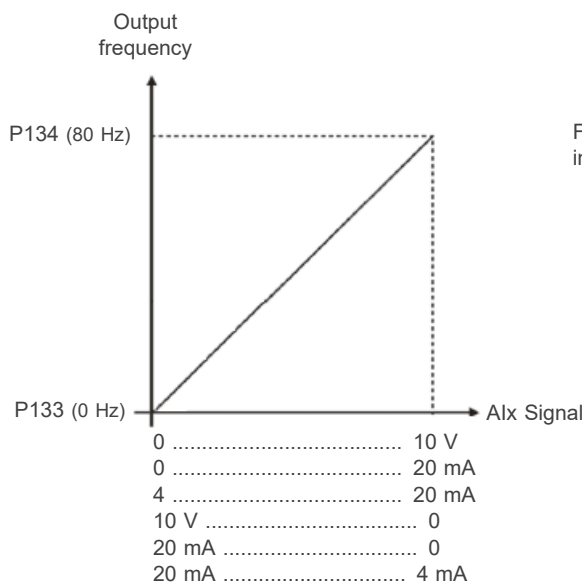 Output
frequency
P134 (80 Hz)
P133 (0 Hz)
AIx Signal
0 .................................... 10 V
0 .................................... 20 mA
4 .................................... 20 mA
10 V .................................... 0
20 mA .................................... 0
20 mA .................................... 4 mA